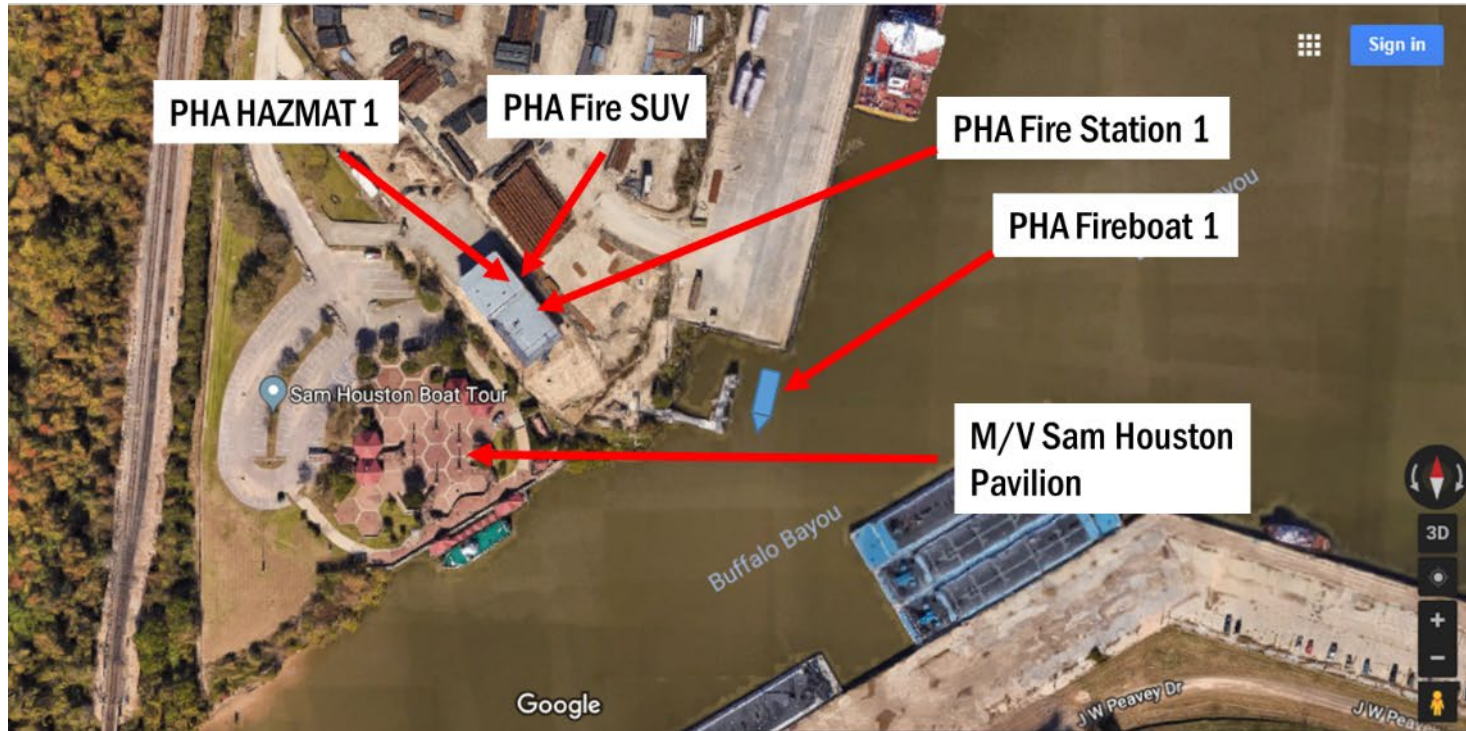 Sign in
PHA HAZMAT 1
PHA Fire SUV
PHA Fire Station 1
PHA Fireboat 1
Sam Houston Boat Tour
M/V Sam Houston
Pavilion
Buffalo Bayou
3D
Google
J W Peavey Dr